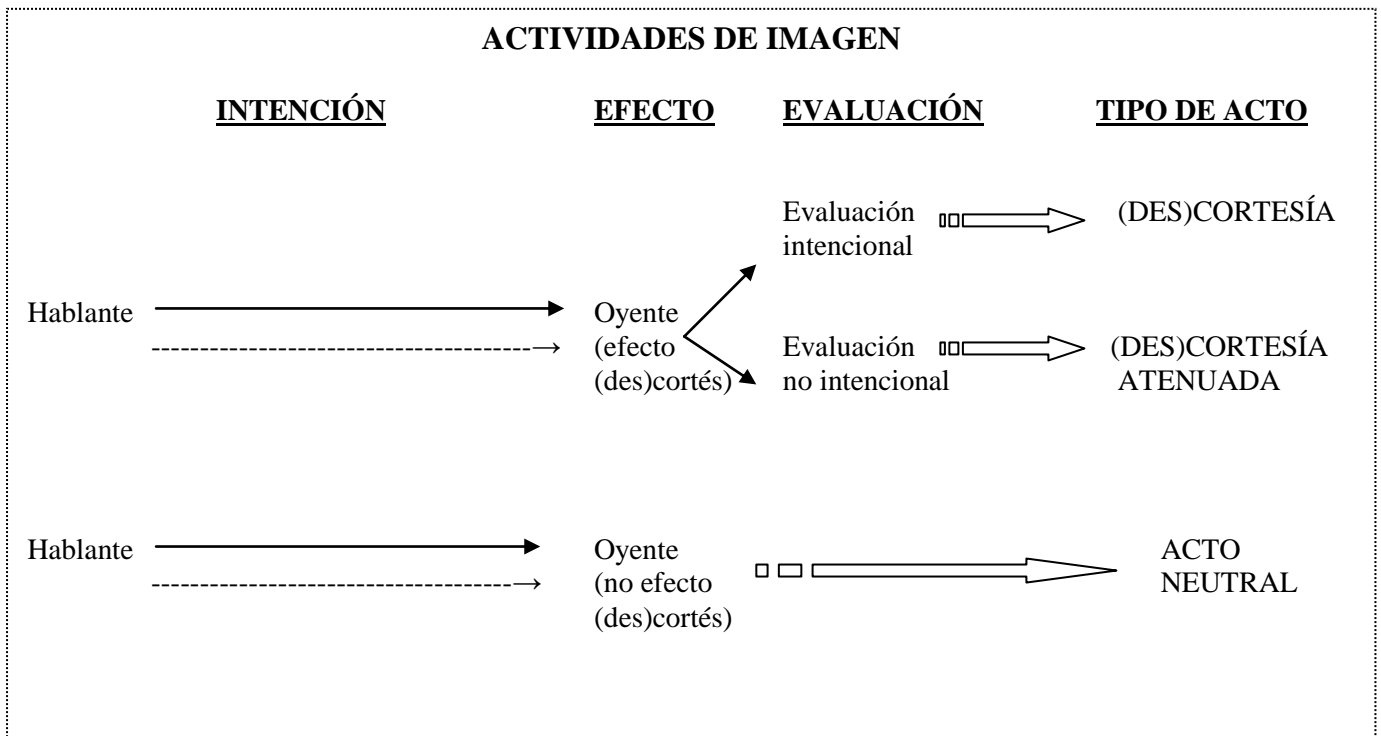 ACTIVIDADES DE IMAGEN
INTENCIÓN EFECTO EVALUACIÓN TIPO DE ACTO
Evaluación (DES)CORTESÍA
intencional
Hablante Oyente
(efecto Evaluación (DES)CORTESÍA
(des)cortés) no intencional ATENUADA
Hablante Oyente ACTO
(no efecto NEUTRAL
(des)cortés)